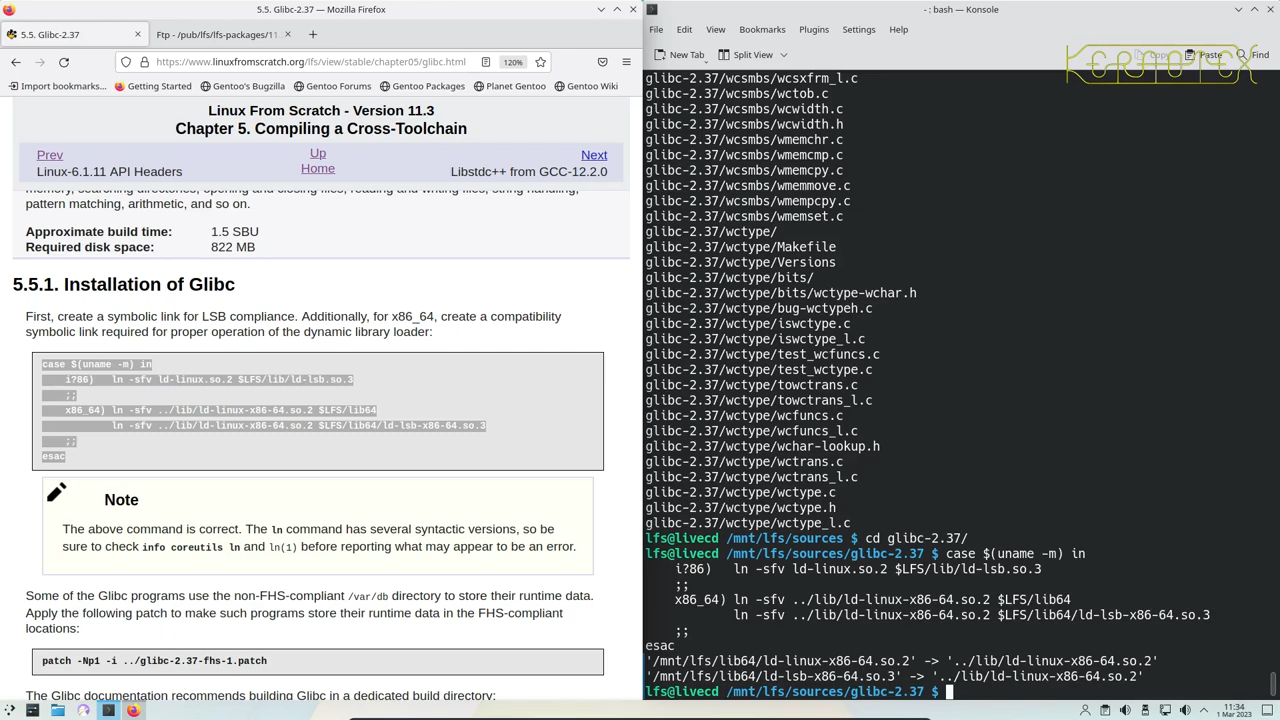 5.5. Glibc-2.37 — Mozilla Firefox
5.5. Glibc-2.37
Ftp - /pub/lfs/lfs-packages/11.
https://www.linuxfromscratch.org/lfs/view/stable/chapter05/glibc.html
120%
Import bookmarks...
Getting Started
Gentoo's Bugzilla
Gentoo Forums
Gentoo Packages
Planet Gentoo
Gentoo Wiki
Linux From Scratch - Version 11.3
Chapter 5. Compiling a Cross-Toolchain
Prev
Up
Next
Linux-6.1.11 API Headers
Home
Libstdc++ from GCC-12.2.0
memory, searching directories, opening and closing files, reading and writing files, string handling,
pattern matching, arithmetic, and so on.
Approximate build time: 1.5 SBU
Required disk space: 822 MB
5.5.1. Installation of Glibc
First, create a symbolic link for LSB compliance. Additionally, for x86_64, create a compatibility
symbolic link required for proper operation of the dynamic library loader:
case $(uname -m) in
i?86) ln -sfv ld-linux.so.2 $LFS/lib/ld-lsb.so.3
;;
x86_64) ln -sfv ../lib/ld-linux-x86-64.so.2 $LFS/lib64
ln -sfv ../lib/ld-linux-x86-64.so.2 $LFS/lib64/ld-lsb-x86-64.so.3
;;
esac
Note
The above command is correct. The ln command has several syntactic versions, so be
sure to check info coreutils ln and ln(1) before reporting what may appear to be an error.
Some of the Glibc programs use the non-FHS-compliant /var/db directory to store their runtime data.
Apply the following patch to make such programs store their runtime data in the FHS-compliant
locations:
patch -Np1 -i ../glibc-2.37-fhs-1.patch
The Glibc documentation recommends building Glibc in a dedicated build directory:
- : bash — Konsole
File Edit View Bookmarks Plugins Settings Help
New Tab
Split View
Copy
Paste
Find
KERNOTEX
glibc-2.37/wcsmbs/wcsxfrm_l.c
glibc-2.37/wcsmbs/wctob.c
glibc-2.37/wcsmbs/wcwidth.c
glibc-2.37/wcsmbs/wcwidth.h
glibc-2.37/wcsmbs/wmemchr.c
glibc-2.37/wcsmbs/wmemcmp.c
glibc-2.37/wcsmbs/wmemcpy.c
glibc-2.37/wcsmbs/wmemmove.c
glibc-2.37/wcsmbs/wmempcpy.c
glibc-2.37/wcsmbs/wmemset.c
glibc-2.37/wctype/
glibc-2.37/wctype/Makefile
glibc-2.37/wctype/Versions
glibc-2.37/wctype/bits/
glibc-2.37/wctype/bits/wctype-wchar.h
glibc-2.37/wctype/bug-wctypeh.c
glibc-2.37/wctype/iswctype.c
glibc-2.37/wctype/iswctype_l.c
glibc-2.37/wctype/test_wcfuncs.c
glibc-2.37/wctype/test_wctype.c
glibc-2.37/wctype/towctrans.c
glibc-2.37/wctype/towctrans_l.c
glibc-2.37/wctype/wcfuncs.c
glibc-2.37/wctype/wcfuncs_l.c
glibc-2.37/wctype/wchar-lookup.h
glibc-2.37/wctype/wctrans.c
glibc-2.37/wctype/wctrans_l.c
glibc-2.37/wctype/wctype.c
glibc-2.37/wctype/wctype.h
glibc-2.37/wctype/wctype_l.c
lfs@livecd /mnt/lfs/sources $ cd glibc-2.37/
lfs@livecd /mnt/lfs/sources/glibc-2.37 $ case $(uname -m) in
i?86) ln -sfv ld-linux.so.2 $LFS/lib/ld-lsb.so.3
;;
x86_64) ln -sfv ../lib/ld-linux-x86-64.so.2 $LFS/lib64
ln -sfv ../lib/ld-linux-x86-64.so.2 $LFS/lib64/ld-lsb-x86-64.so.3
;;
esac
'/mnt/lfs/lib64/ld-linux-x86-64.so.2' -> '../lib/ld-linux-x86-64.so.2'
'/mnt/lfs/lib64/ld-lsb-x86-64.so.3' -> '../lib/ld-linux-x86-64.so.2'
lfs@livecd /mnt/lfs/sources/glibc-2.37 $
11:34
1 Mar 2023